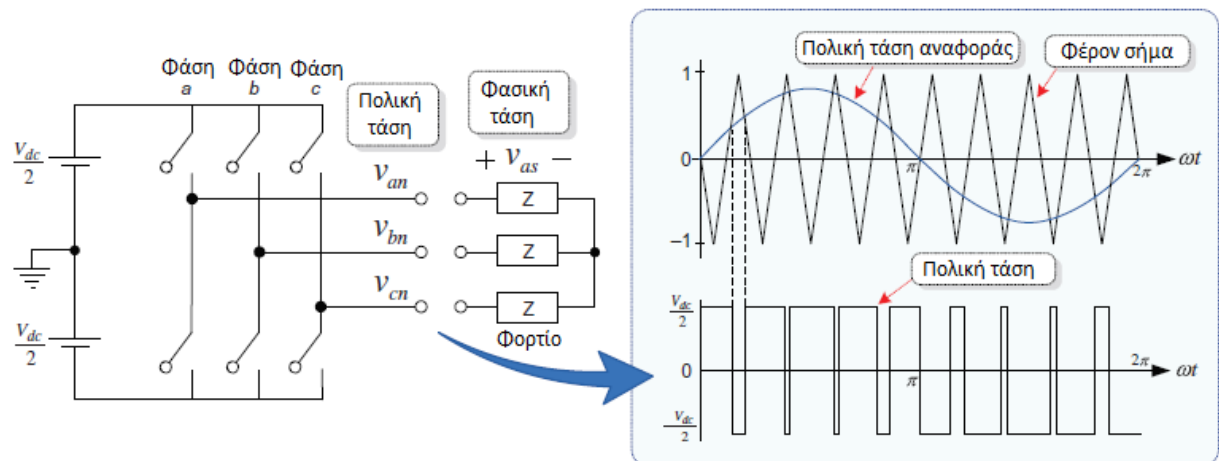 Φάση
a
Φάση
b
Φάση
c
Πολική
τάση
Φασική
τάση
V_dc
2
V_dc
2
+ v_as −
v_an
v_bn
v_cn
Z
Z
Z
Φορτίο
Πολική τάση αναφοράς
Φέρον σήμα
1
0
−1
π
2π
ωt
Πολική τάση
V_dc
2
0
−V_dc
2
π
2π
ωt